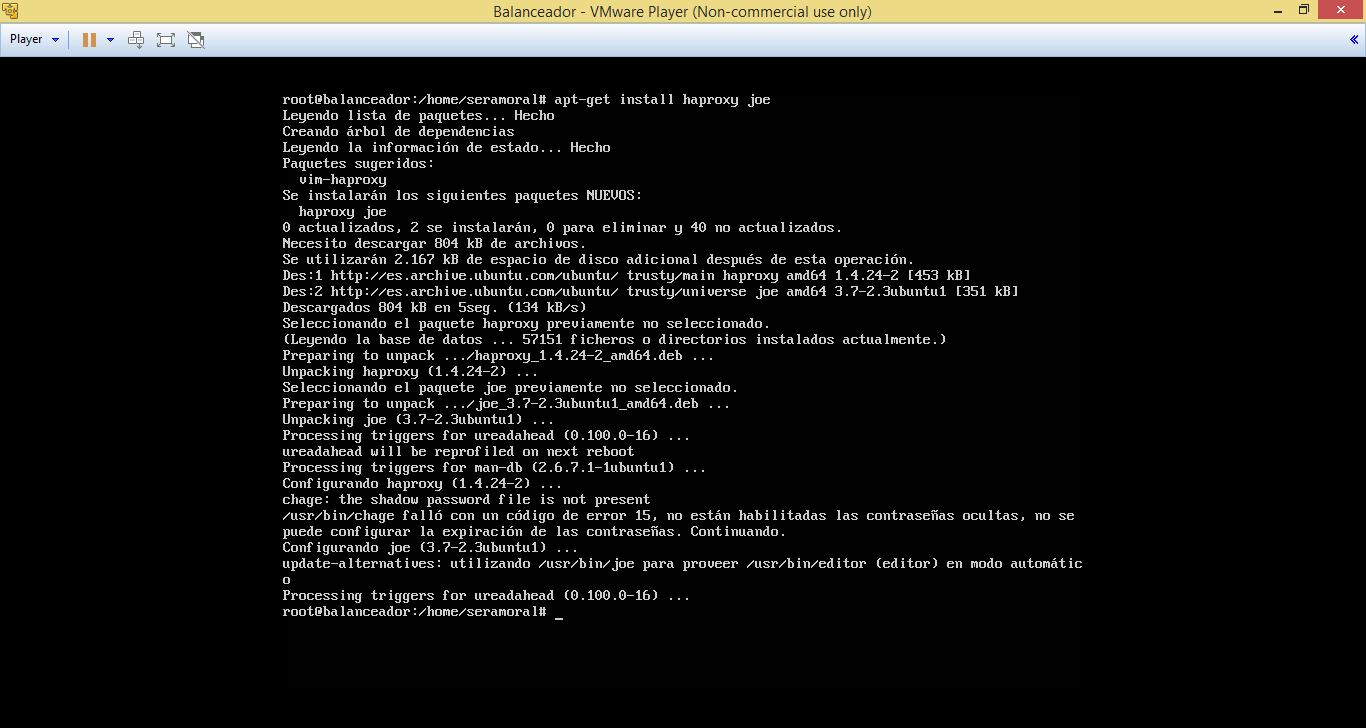 Balanceador - VMware Player (Non-commercial use only)
Player
root@balanceador:/home/seramoral# apt-get install haproxy joe
Leyendo lista de paquetes... Hecho
Creando árbol de dependencias
Leyendo la información de estado... Hecho
Paquetes sugeridos:
  vim-haproxy
Se instalarán los siguientes paquetes NUEVOS:
  haproxy joe
0 actualizados, 2 se instalarán, 0 para eliminar y 40 no actualizados.
Necesito descargar 804 kB de archivos.
Se utilizarán 2.167 kB de espacio de disco adicional después de esta operación.
Des:1 http://es.archive.ubuntu.com/ubuntu/ trusty/main haproxy amd64 1.4.24-2 [453 kB]
Des:2 http://es.archive.ubuntu.com/ubuntu/ trusty/universe joe amd64 3.7-2.3ubuntu1 [351 kB]
Descargados 804 kB en 5seg. (134 kB/s)
Seleccionando el paquete haproxy previamente no seleccionado.
(Leyendo la base de datos ... 57151 ficheros o directorios instalados actualmente.)
Preparing to unpack .../haproxy_1.4.24-2_amd64.deb ...
Unpacking haproxy (1.4.24-2) ...
Seleccionando el paquete joe previamente no seleccionado.
Preparing to unpack .../joe_3.7-2.3ubuntu1_amd64.deb ...
Unpacking joe (3.7-2.3ubuntu1) ...
Processing triggers for ureadahead (0.100.0-16) ...
ureadahead will be reprofiled on next reboot
Processing triggers for man-db (2.6.7.1-1ubuntu1) ...
Configurando haproxy (1.4.24-2) ...
chage: the shadow password file is not present
/usr/bin/chage falló con un código de error 15, no están habilitadas las contraseñas ocultas, no se
puede configurar la expiración de las contraseñas. Continuando.
Configurando joe (3.7-2.3ubuntu1) ...
update-alternatives: utilizando /usr/bin/joe para proveer /usr/bin/editor (editor) en modo automátic
o
Processing triggers for ureadahead (0.100.0-16) ...
root@balanceador:/home/seramoral# _